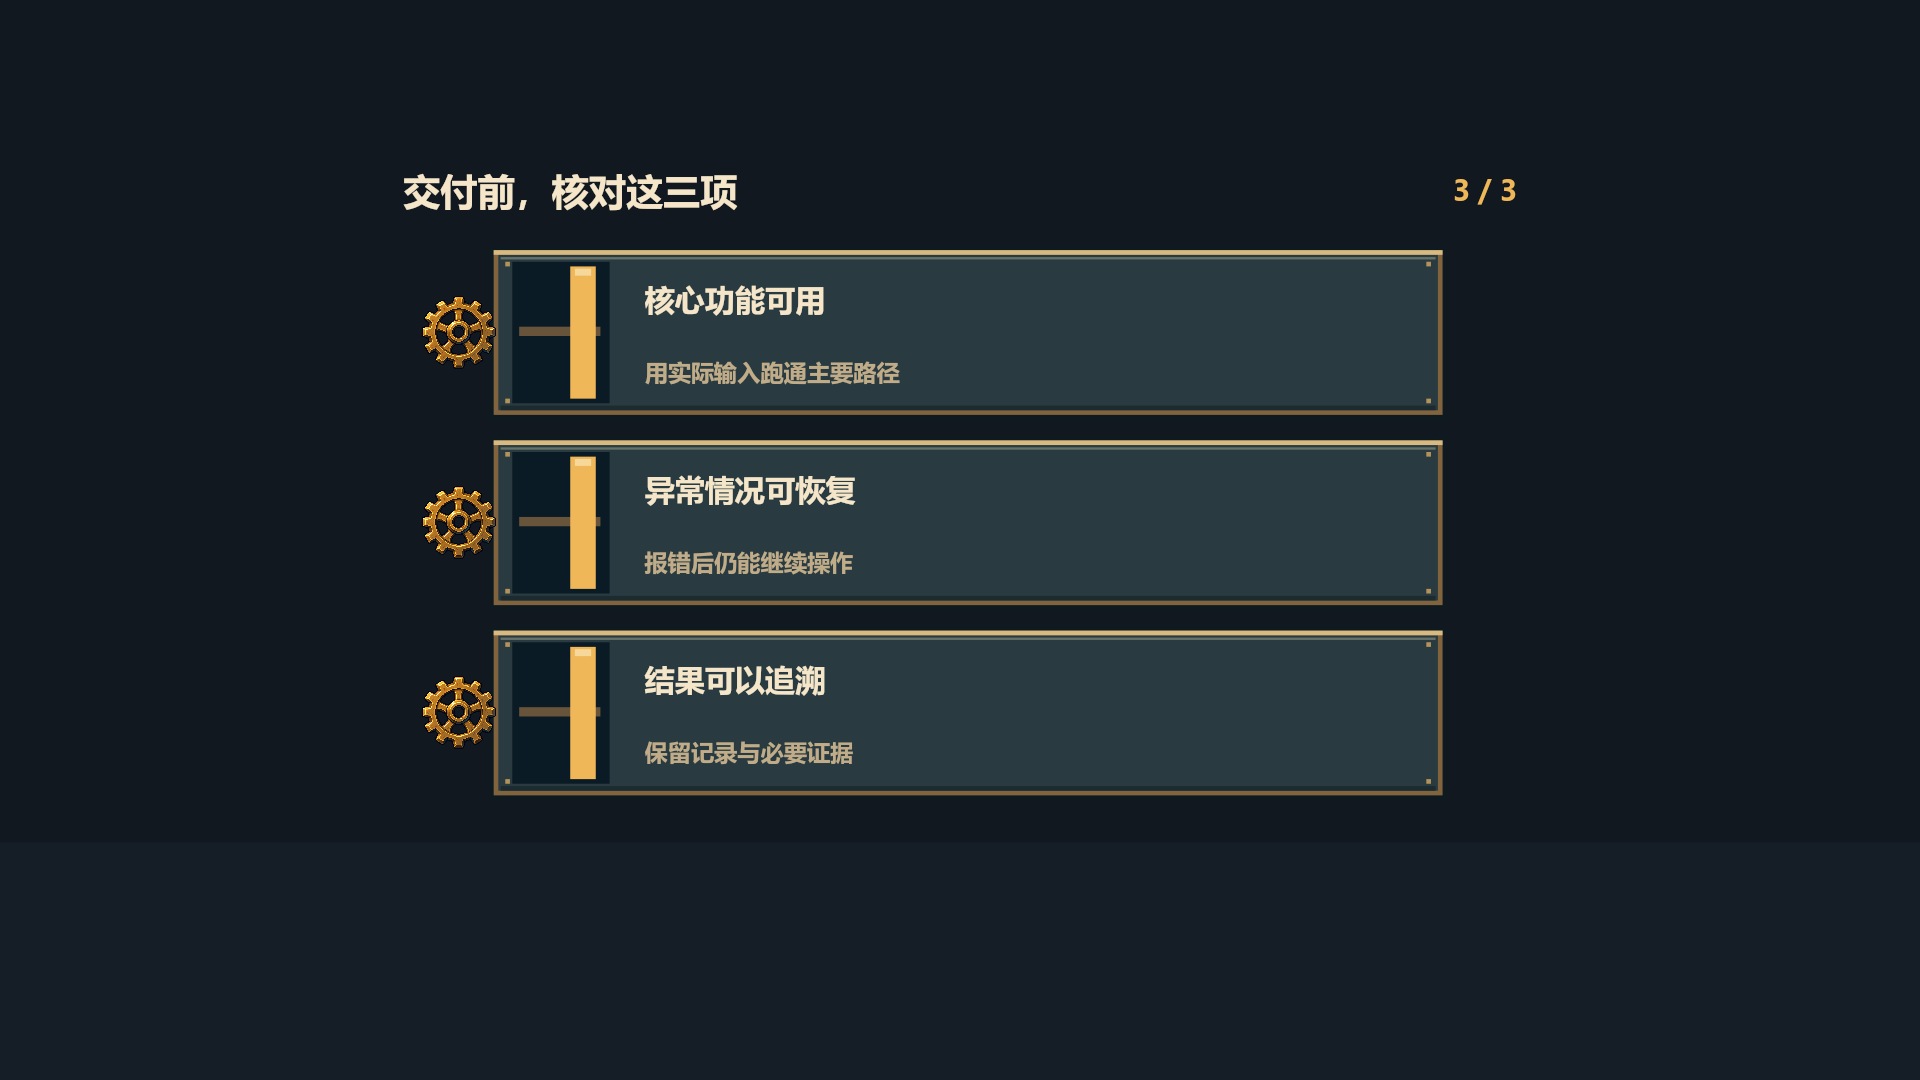 交付前，核对这三项
3 / 3
核心功能可用
用实际输入跑通主要路径
异常情况可恢复
报错后仍能继续操作
结果可以追溯
保留记录与必要证据